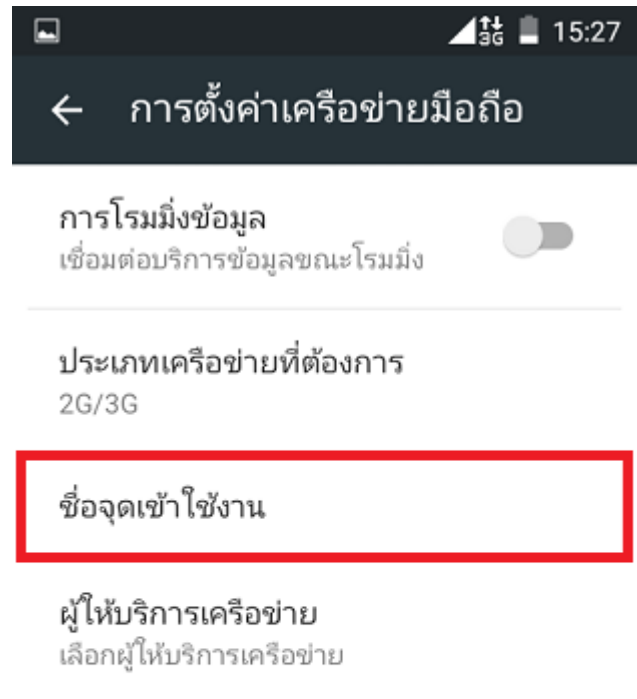 3G 15:27
การตั้งค่าเครือข่ายมือถือ
การโรมมิ่งข้อมูล
เชื่อมต่อบริการข้อมูลขณะโรมมิ่ง
ประเภทเครือข่ายที่ต้องการ
2G/3G
ชื่อจุดเข้าใช้งาน
ผู้ให้บริการเครือข่าย
เลือกผู้ให้บริการเครือข่าย